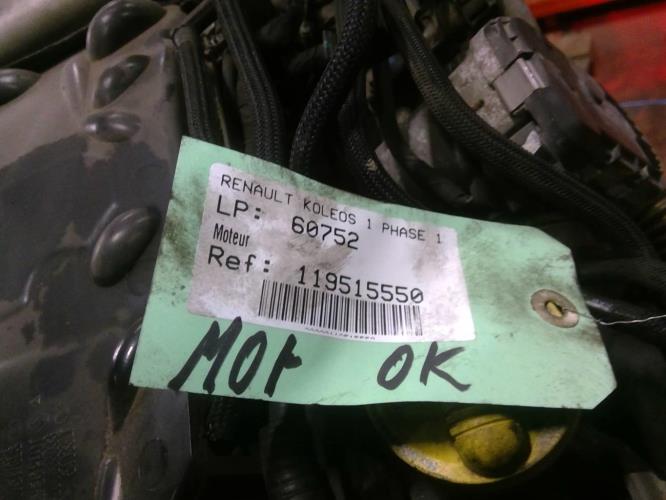 RENAULT KOLEOS 1 PHASE 1
LP: 60752
Moteur
Ref: 119515550
MOt OK